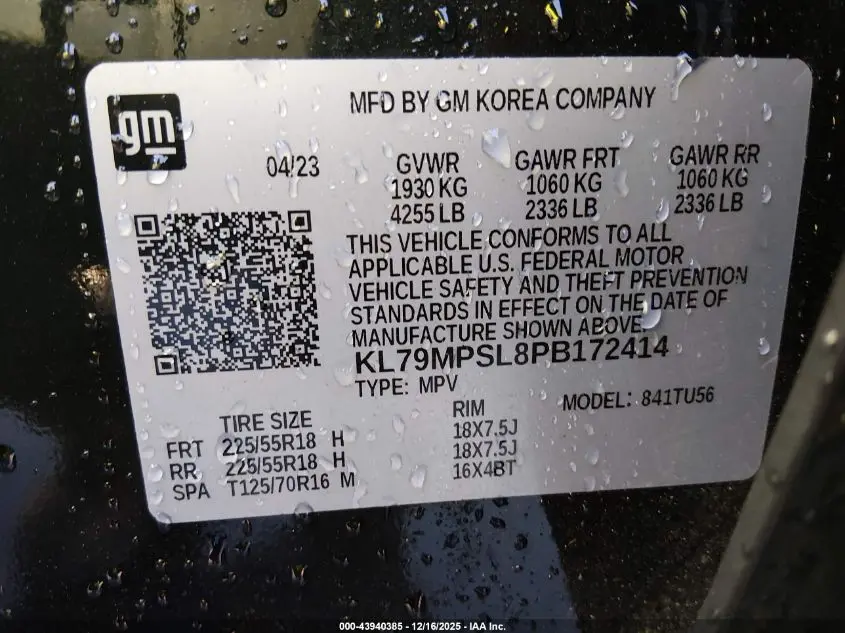 MFD BY GM KOREA COMPANY
gm
04/23
GVWR GAWR FRT GAWR RR
1930 KG 1060 KG 1060 KG
4255 LB 2336 LB 2336 LB
THIS VEHICLE CONFORMS TO ALL
APPLICABLE U.S. FEDERAL MOTOR
VEHICLE SAFETY AND THEFT PREVENTION
STANDARDS IN EFFECT ON THE DATE OF
MANUFACTURE SHOWN ABOVE.
KL79MPSL8PB172414
TYPE: MPV MODEL: 841TU56
TIRE SIZE RIM
FRT 225/55R18 H 18X7.5J
RR 225/55R18 H 18X7.5J
SPA T125/70R16 M 16X4BT
000-43940385 - 12/16/2025 - IAA Inc.